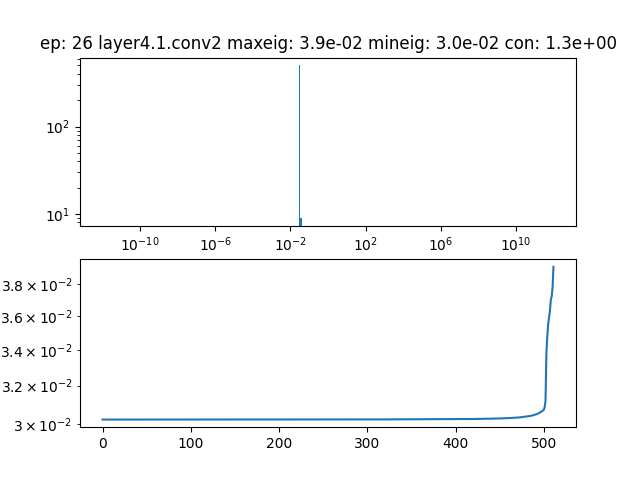 ep: 26 layer4.1.conv2 maxeig: 3.9e-02 mineig: 3.0e-02 con: 1.3e+00
10²
10¹
10⁻¹⁰ 10⁻⁶ 10⁻² 10² 10⁶ 10¹⁰
3.8 × 10⁻²
3.6 × 10⁻²
3.4 × 10⁻²
3.2 × 10⁻²
3 × 10⁻²
0 100 200 300 400 500